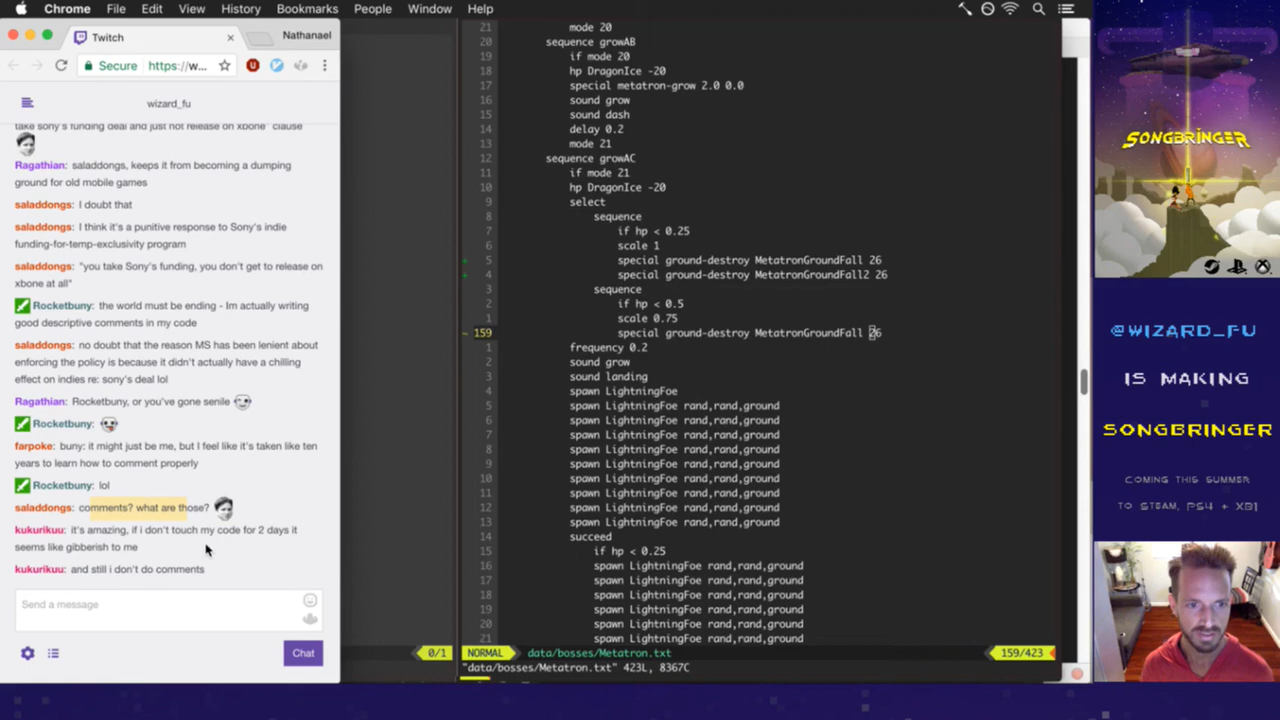 Chrome File Edit View History Bookmarks People Window Help
Twitch
Nathanael
Secure https://w...
wizard_fu
take sony's funding deal and just not release on xbone" clause
Ragathian: saladdongs, keeps it from becoming a dumping
ground for old mobile games
saladdongs: I doubt that
saladdongs: I think it's a punitive response to Sony's indie
funding-for-temp-exclusivity program
saladdongs: "you take Sony's funding, you don't get to release on
xbone at all"
Rocketbuny: the world must be ending - Im actually writing
good descriptive comments in my code
saladdongs: no doubt that the reason MS has been lenient about
enforcing the policy is because it didn't actually have a chilling
effect on indies re: sony's deal lol
Ragathian: Rocketbuny, or you've gone senile
Rocketbuny:
farpoke: buny: it might just be me, but I feel like it's taken like ten
years to learn how to comment properly
Rocketbuny: lol
saladdongs: comments? what are those?
kukurikuu: it's amazing, if i don't touch my code for 2 days it
seems like gibberish to me
kukurikuu: and still i don't do comments
Send a message
Chat
0/1
21 mode 20
20 sequence growAB
19 if mode 20
18 hp DragonIce -20
17 special metatron-grow 2.0 0.0
16 sound grow
15 sound dash
14 delay 0.2
13 mode 21
12 sequence growAC
11 if mode 21
10 hp DragonIce -20
9 select
8 sequence
7 if hp < 0.25
6 scale 1
+ 5 special ground-destroy MetatronGroundFall 26
+ 4 special ground-destroy MetatronGroundFall2 26
3 sequence
2 if hp < 0.5
1 scale 0.75
~ 159 special ground-destroy MetatronGroundFall 26
1 frequency 0.2
2 sound grow
3 sound landing
4 spawn LightningFoe
5 spawn LightningFoe rand,rand,ground
6 spawn LightningFoe rand,rand,ground
7 spawn LightningFoe rand,rand,ground
8 spawn LightningFoe rand,rand,ground
9 spawn LightningFoe rand,rand,ground
10 spawn LightningFoe rand,rand,ground
11 spawn LightningFoe rand,rand,ground
12 spawn LightningFoe rand,rand,ground
13 spawn LightningFoe rand,rand,ground
14 succeed
15 if hp < 0.25
16 spawn LightningFoe rand,rand,ground
17 spawn LightningFoe rand,rand,ground
18 spawn LightningFoe rand,rand,ground
19 spawn LightningFoe rand,rand,ground
20 spawn LightningFoe rand,rand,ground
21 spawn LightningFoe rand,rand,ground
NORMAL data/bosses/Metatron.txt 159/423
"data/bosses/Metatron.txt" 423L, 8367C
SONGBRINGER
@WIZARD_FU
IS MAKING
SONGBRINGER
COMING THIS SUMMER
TO STEAM, PS4 + XB1